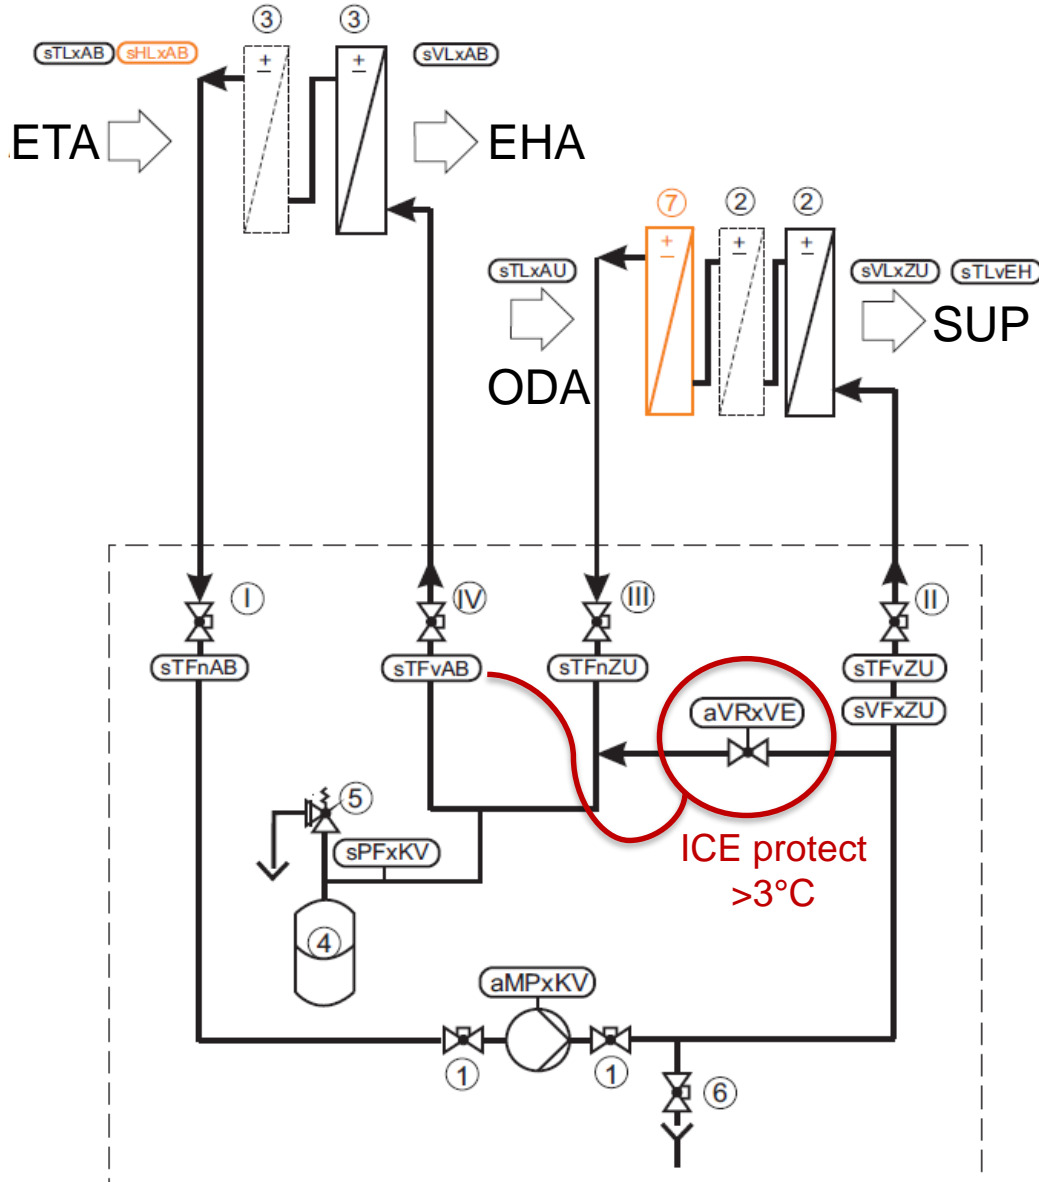 ③ ③
sTLxAB sHLxAB sVLxAB
± ±
ETA EHA
⑦ ② ②
± ± ±
sTLxAU sVLxZU sTLvEH
SUP
ODA
I IV III II
sTFnAB sTFvAB sTFnZU sTFvZU
aVRxVE sVFxZU
⑤
sPFxKV
ICE protect
>3°C
④
aMPxKV
① ①
⑥